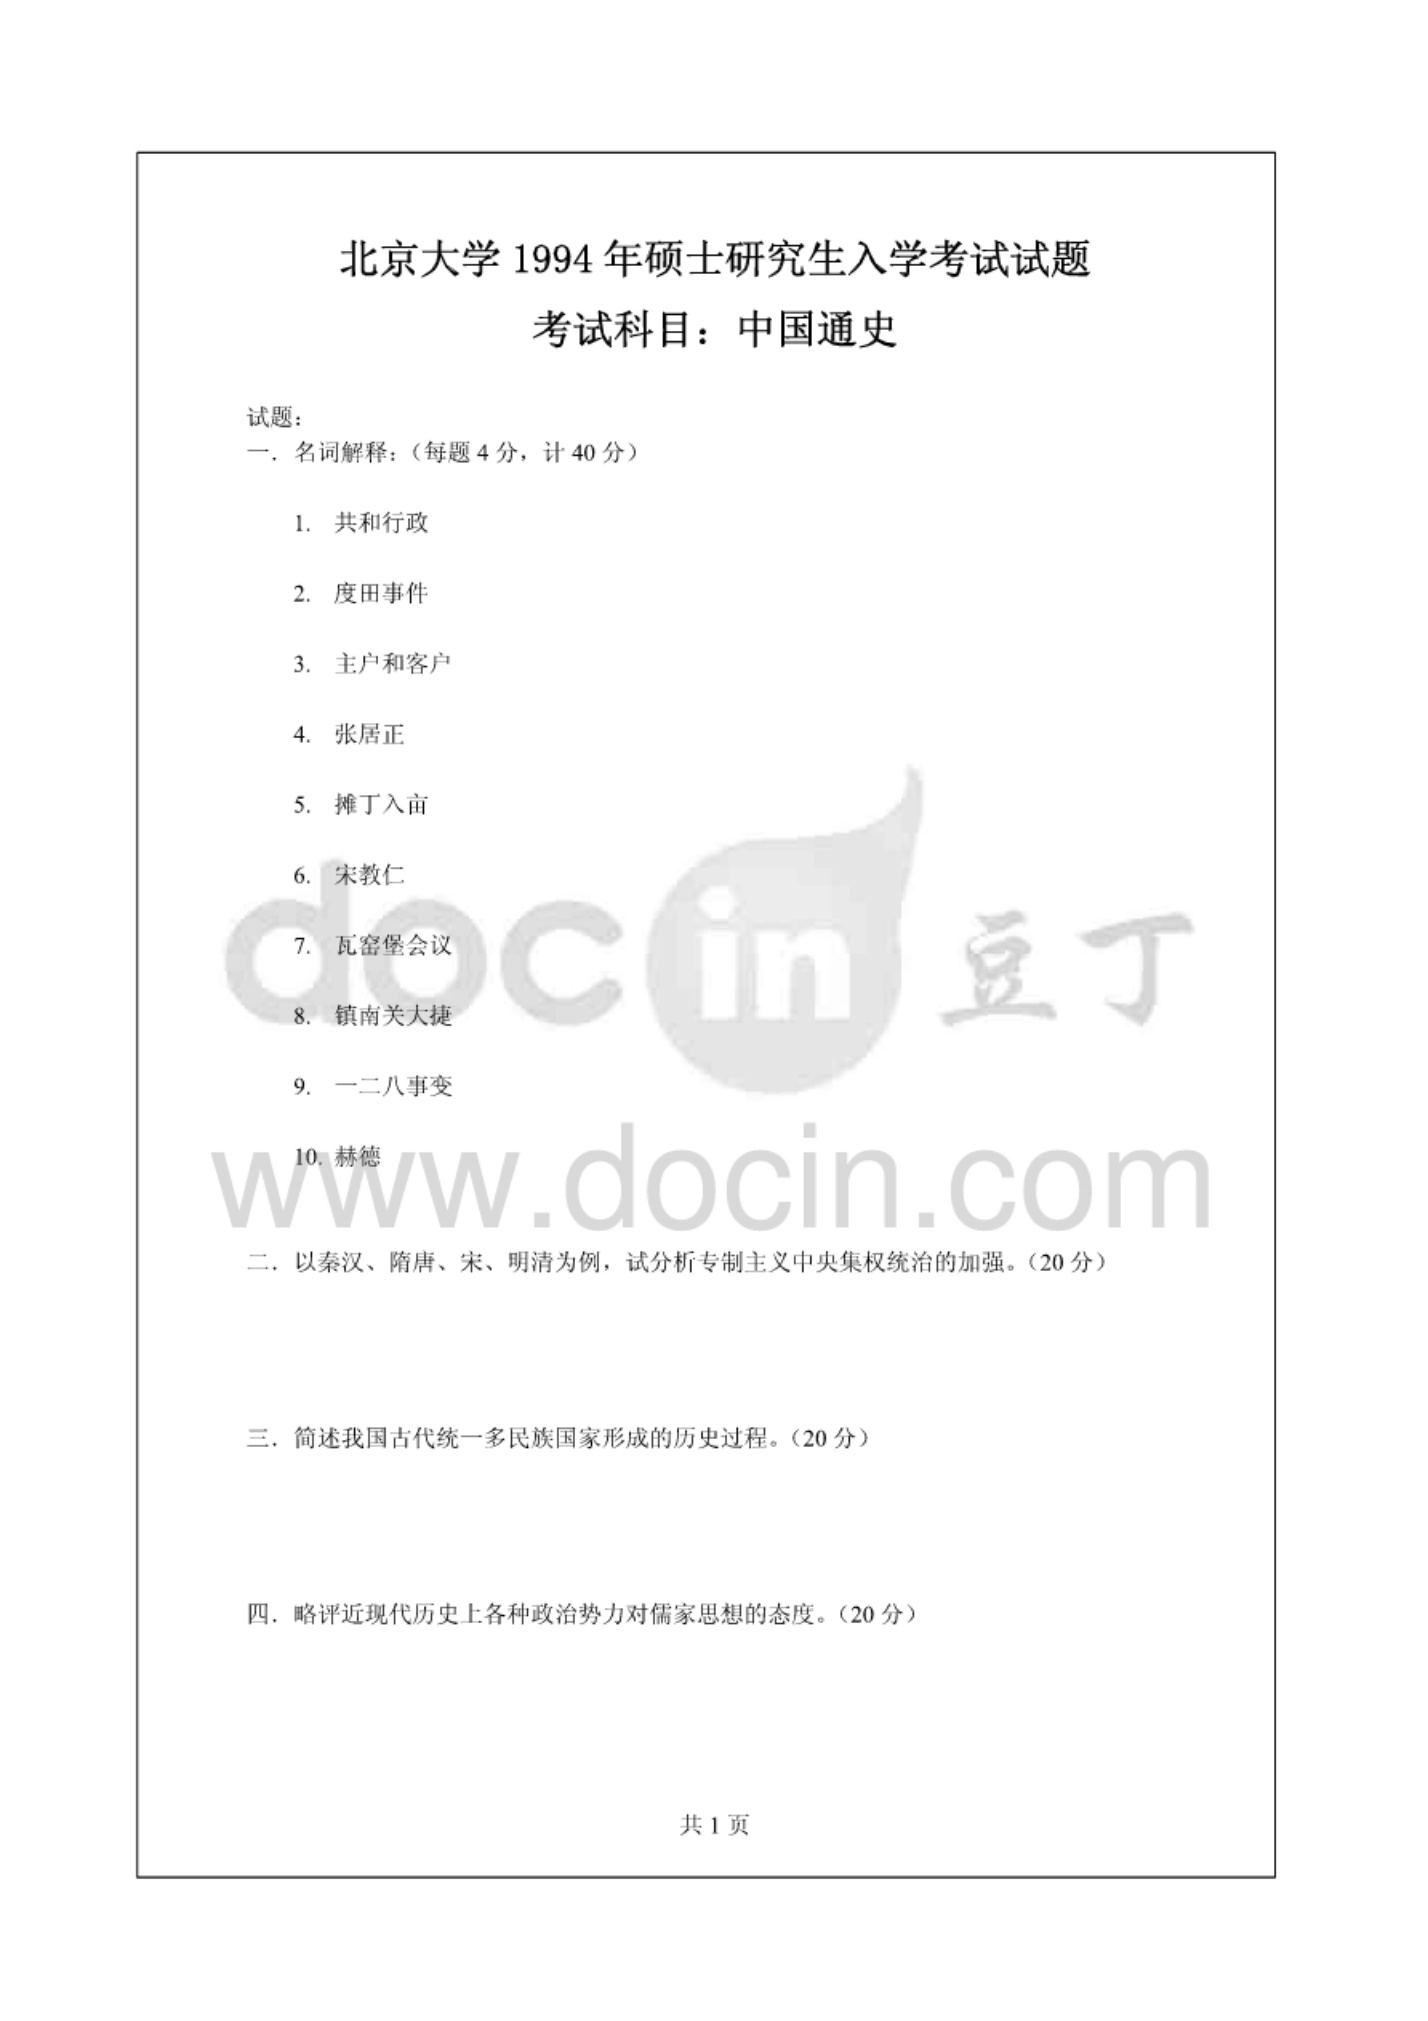 北京大学 1994 年硕士研究生入学考试试题
考试科目：中国通史
试题：
一．名词解释：（每题 4 分，计 40 分）
1. 共和行政
2. 度田事件
3. 主户和客户
4. 张居正
5. 摊丁入亩
6. 宋教仁
7. 瓦窑堡会议
8. 镇南关大捷
9. 一二八事变
10. 赫德
docin 豆丁
www.docin.com
二．以秦汉、隋唐、宋、明清为例，试分析专制主义中央集权统治的加强。（20 分）
三．简述我国古代统一多民族国家形成的历史过程。（20 分）
四．略评近现代历史上各种政治势力对儒家思想的态度。（20 分）
共 1 页